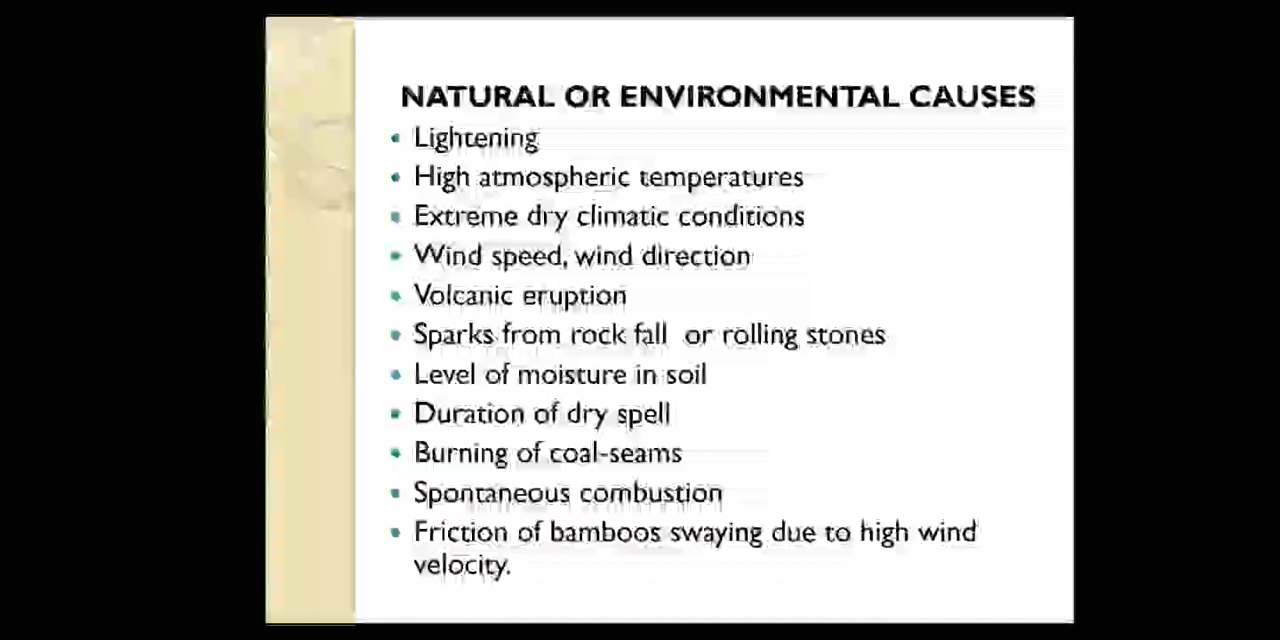 NATURAL OR ENVIRONMENTAL CAUSES
• Lightening
• High atmospheric temperatures
• Extreme dry climatic conditions
• Wind speed, wind direction
• Volcanic eruption
• Sparks from rock fall or rolling stones
• Level of moisture in soil
• Duration of dry spell
• Burning of coal-seams
• Spontaneous combustion
• Friction of bamboos swaying due to high wind
velocity.